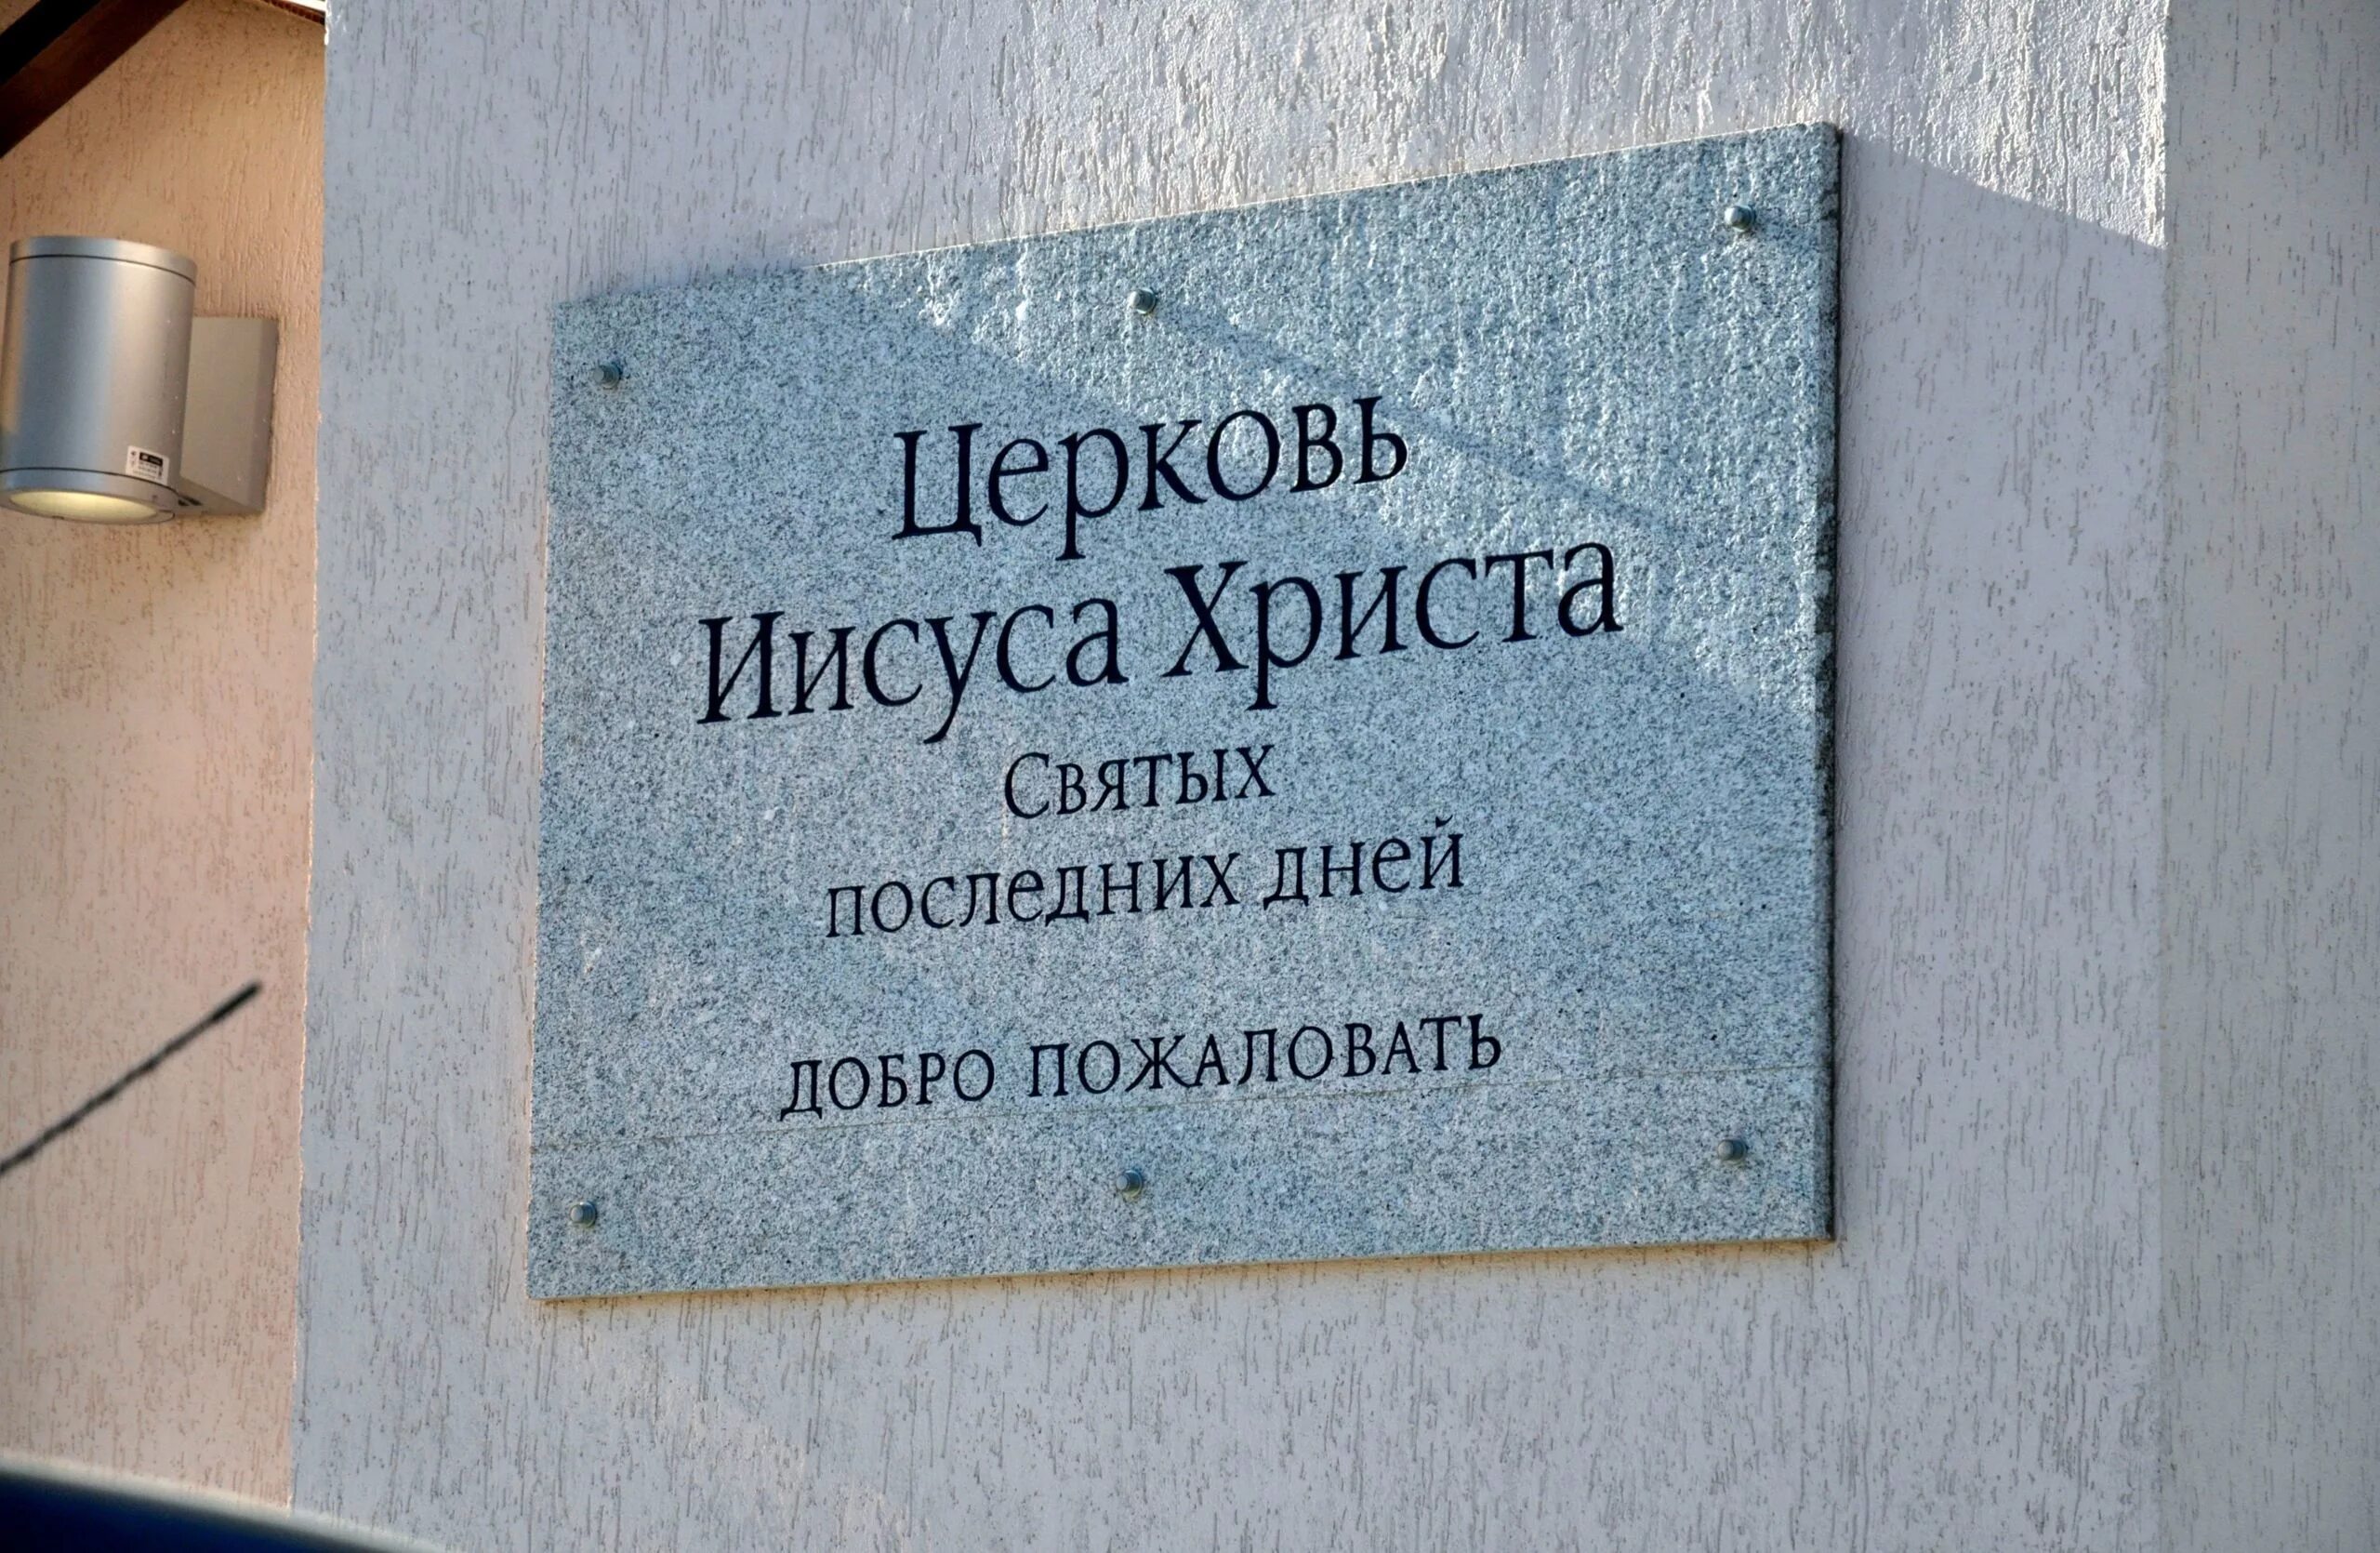 Церковь
Иисуса Христа
Святых
последних дней
ДОБРО ПОЖАЛОВАТЬ